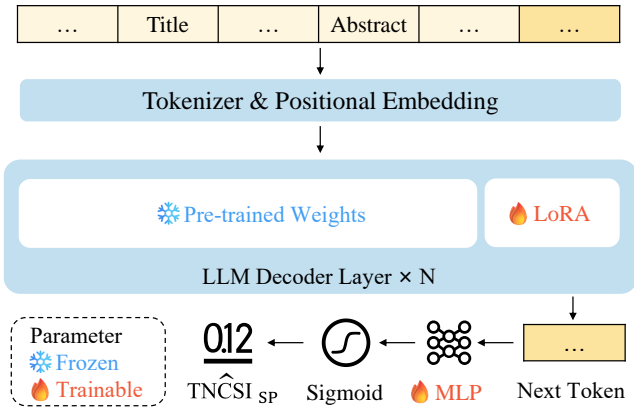 ... Title ... Abstract ... ...
Tokenizer & Positional Embedding
Pre-trained Weights
LoRA
LLM Decoder Layer × N
Parameter
Frozen
Trainable
0.12
...
TNĈSI SP
Sigmoid
MLP
Next Token